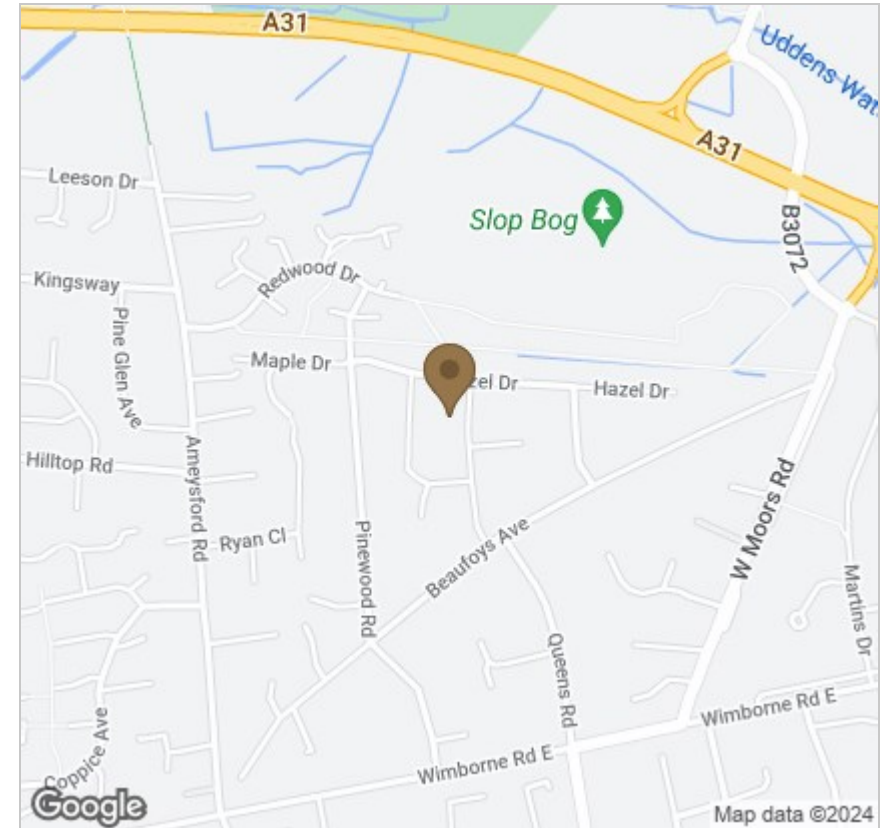 A31
Uddens Wat
A31
Leeson Dr
Slop Bog
B3072
Redwood Dr
Kingsway
Pine Glen Ave
Maple Dr
zel Dr
Hazel Dr
Hilltop Rd
Ameysford Rd
W Moors Rd
Ryan Cl
Pinewood Rd
Beaufoys Ave
Martins Dr
Queens Rd
Coppice Ave
Wimborne Rd E
Wimborne Rd E
Google
Map data ©2024